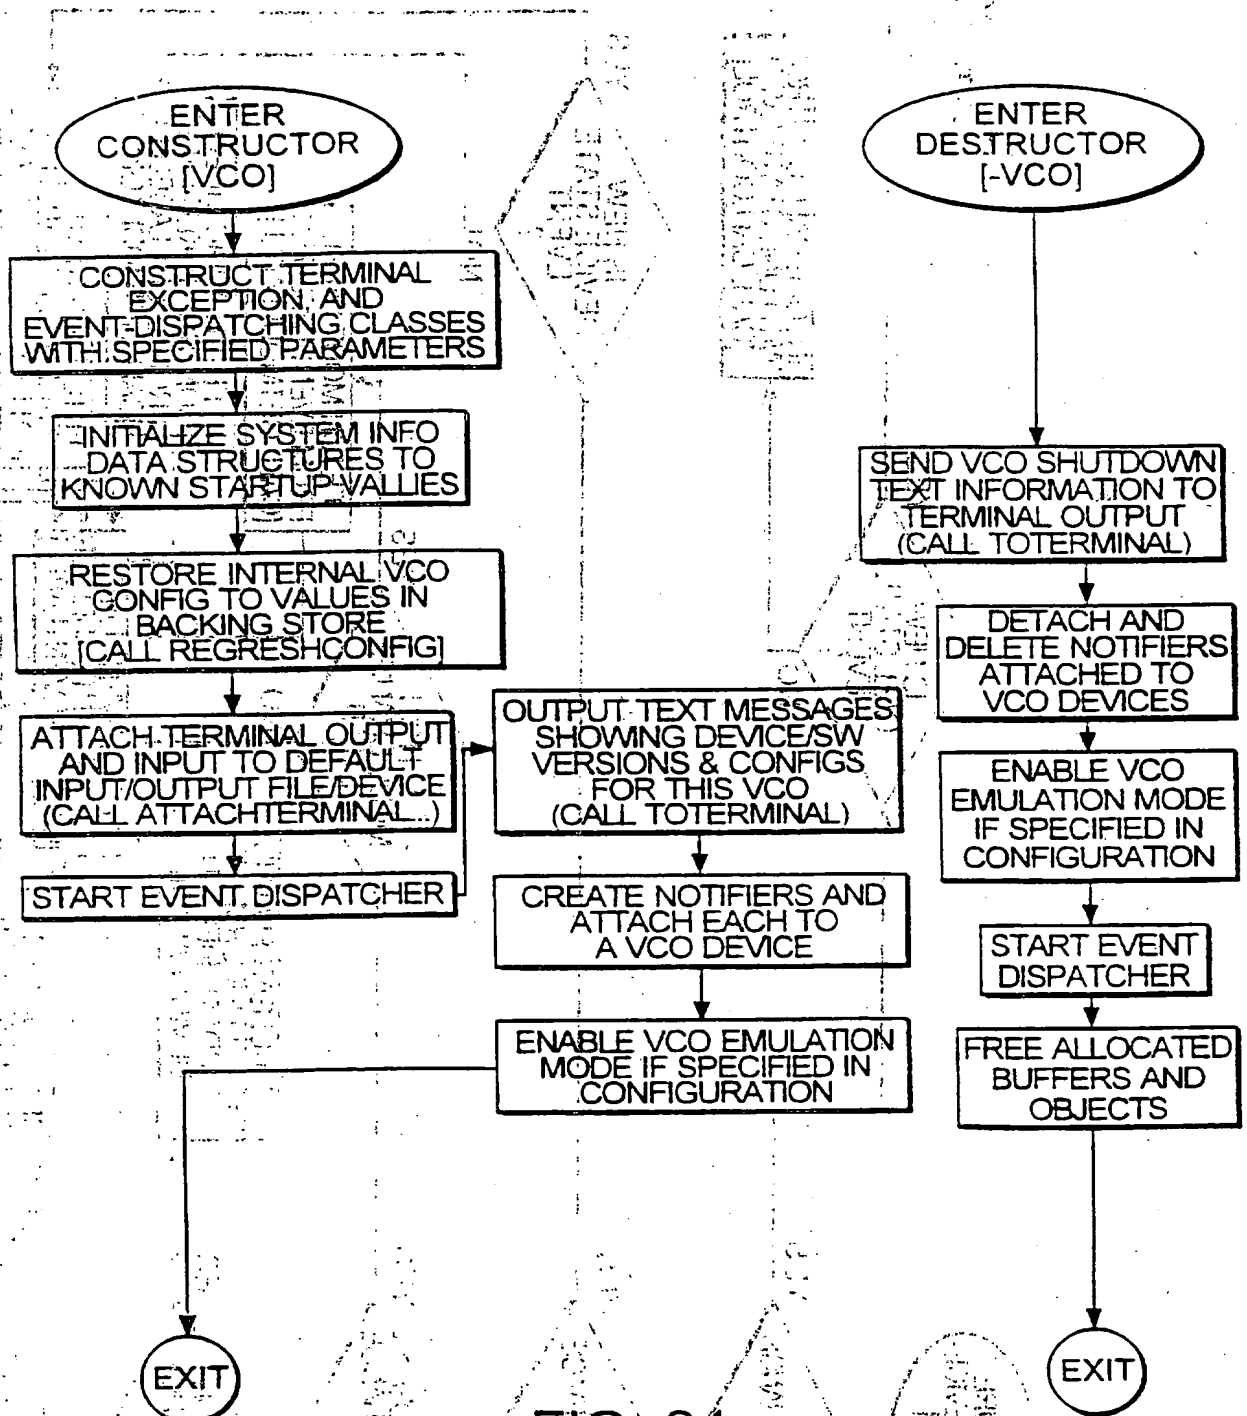 ENTER
CONSTRUCTOR
[VCO]
CONSTRUCT TERMINAL
EXCEPTION, AND
EVENT-DISPATCHING CLASSES
WITH SPECIFIED PARAMETERS
INITIALIZE SYSTEM INFO
DATA STRUCTURES TO
KNOWN STARTUP VALUES
RESTORE INTERNAL VCO
CONFIG TO VALUES IN
BACKING STORE
[CALL REGRESHCONFIG]
ATTACH TERMINAL OUTPUT
AND INPUT TO DEFAULT
INPUT/OUTPUT FILE/DEVICE
(CALL ATTACHTERMINAL..)
START EVENT DISPATCHER
OUTPUT TEXT MESSAGES
SHOWING DEVICE/SW
VERSIONS & CONFIGS
FOR THIS VCO
(CALL TOTERMINAL)
CREATE NOTIFIERS AND
ATTACH EACH TO
A VCO DEVICE
ENABLE VCO EMULATION
MODE IF SPECIFIED IN
CONFIGURATION
EXIT
ENTER
DESTRUCTOR
[-VCO]
SEND VCO SHUTDOWN
TEXT INFORMATION TO
TERMINAL OUTPUT
(CALL TOTERMINAL)
DETACH AND
DELETE NOTIFIERS
ATTACHED TO
VCO DEVICES
ENABLE VCO
EMULATION MODE
IF SPECIFIED IN
CONFIGURATION
START EVENT
DISPATCHER
FREE ALLOCATED
BUFFERS AND
OBJECTS
EXIT